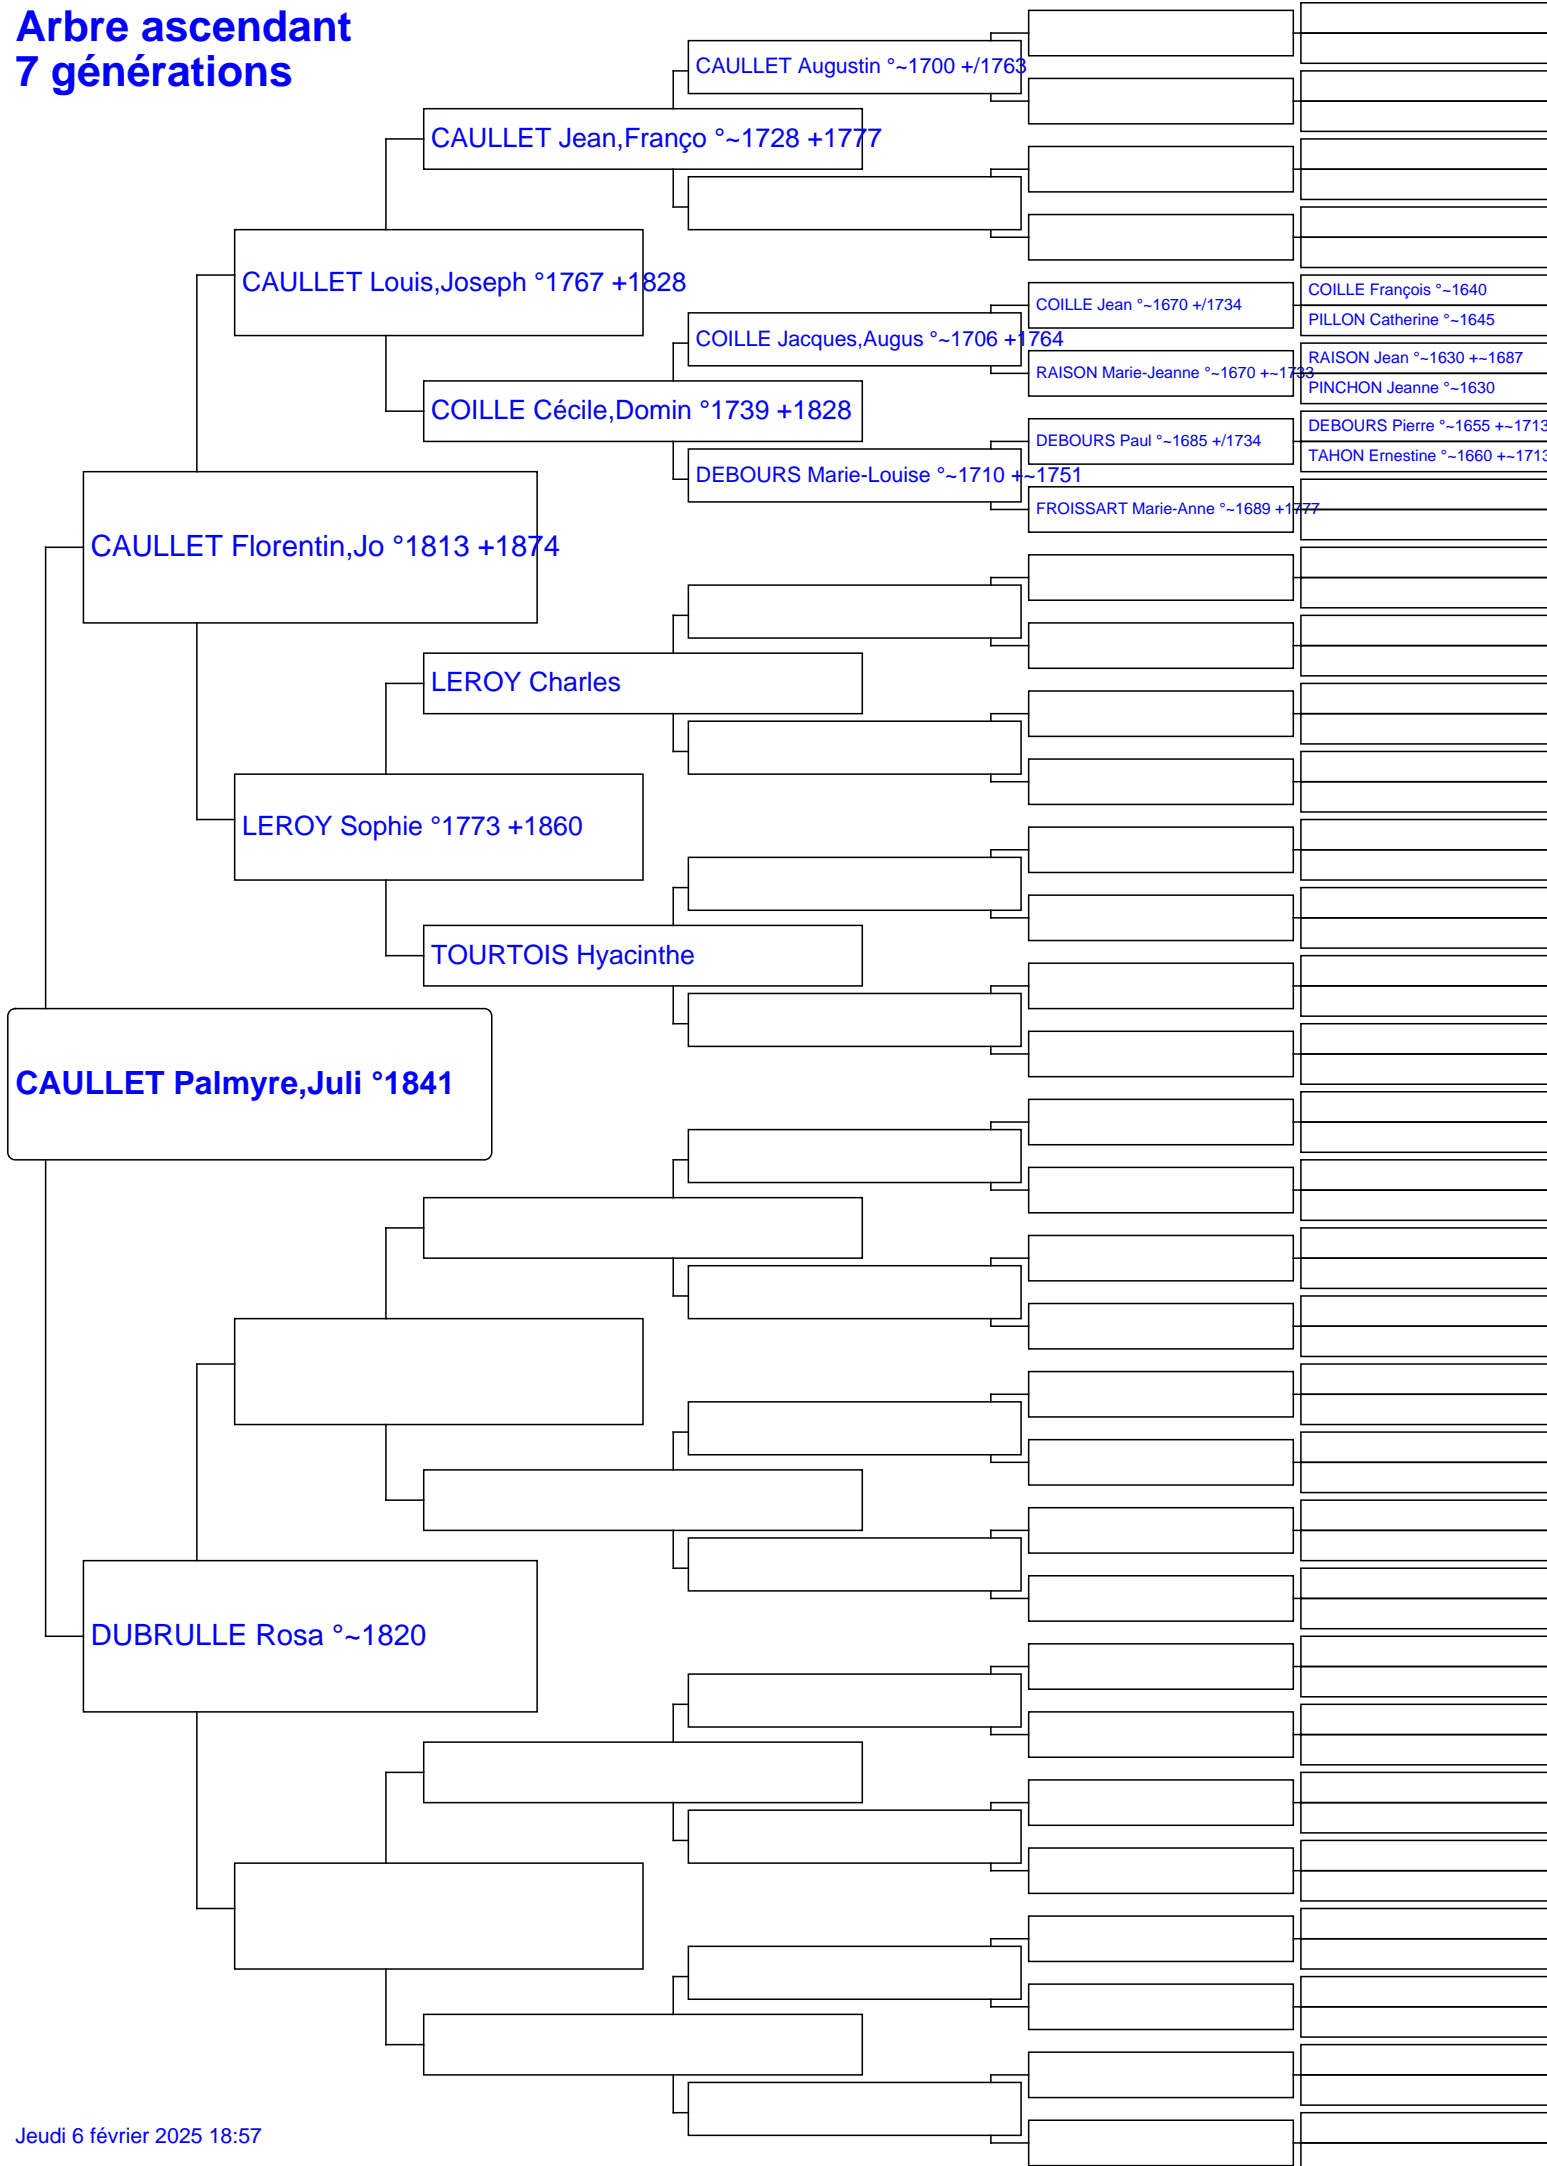 Arbre ascendant
7 générations
CAULLET Augustin °~1700 +/1763
CAULLET Jean,Franço °~1728 +1777
CAULLET Louis,Joseph °1767 +1828
COILLE François °~1640
COILLE Jean °~1670 +/1734
PILLON Catherine °~1645
COILLE Jacques,Augus °~1706 +1764
RAISON Jean °~1630 +~1687
RAISON Marie-Jeanne °~1670 +~1733
PINCHON Jeanne °~1630
COILLE Cécile,Domin °1739 +1828
DEBOURS Pierre °~1655 +~1713
DEBOURS Paul °~1685 +/1734
TAHON Ernestine °~1660 +~1713
DEBOURS Marie-Louise °~1710 +~1751
FROISSART Marie-Anne °~1689 +1777
CAULLET Florentin,Jo °1813 +1874
LEROY Charles
LEROY Sophie °1773 +1860
TOURTOIS Hyacinthe
CAULLET Palmyre,Juli °1841
DUBRULLE Rosa °~1820
Jeudi 6 février 2025 18:57